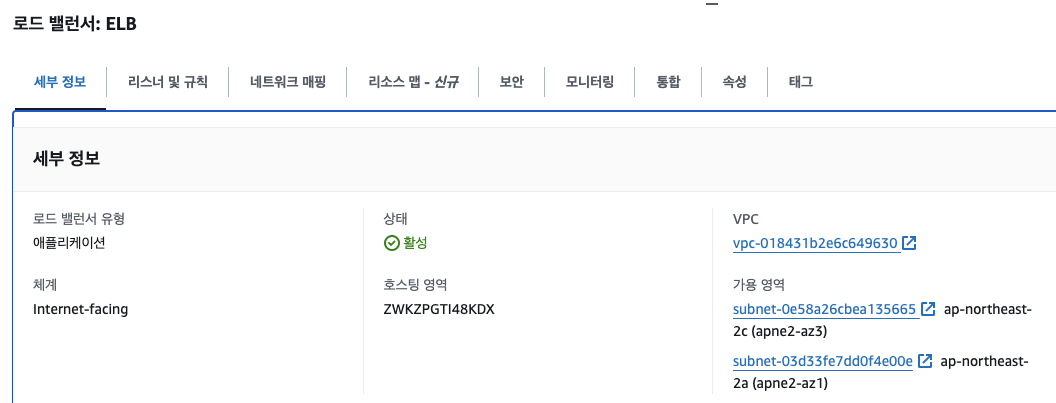 로드 밸런서: ELB
세부 정보
리스너 및 규칙
네트워크 매핑
리소스 맵 - 신규
보안
모니터링
통합
속성
태그
세부 정보
로드 밸런서 유형
애플리케이션
상태
활성
VPC
vpc-018431b2e6c649630
체계
Internet-facing
호스팅 영역
ZWKZPGTI48KDX
가용 영역
subnet-0e58a26cbea135665 ap-northeast-
2c (apne2-az3)
subnet-03d33fe7dd0f4e00e ap-northeast-
2a (apne2-az1)